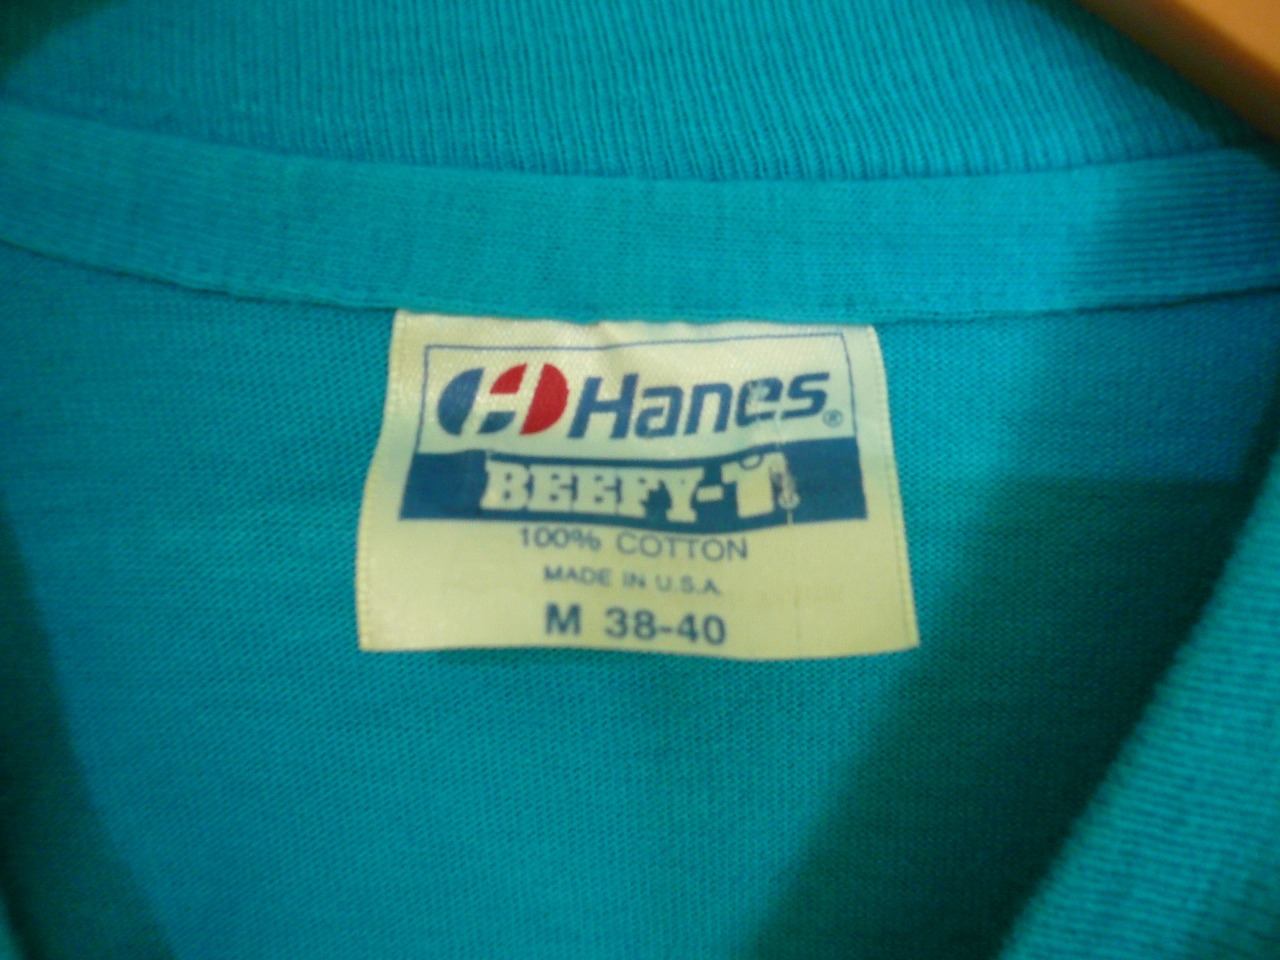 Hanes®
BEEFY-T
100% COTTON
MADE IN U.S.A.
M 38-40